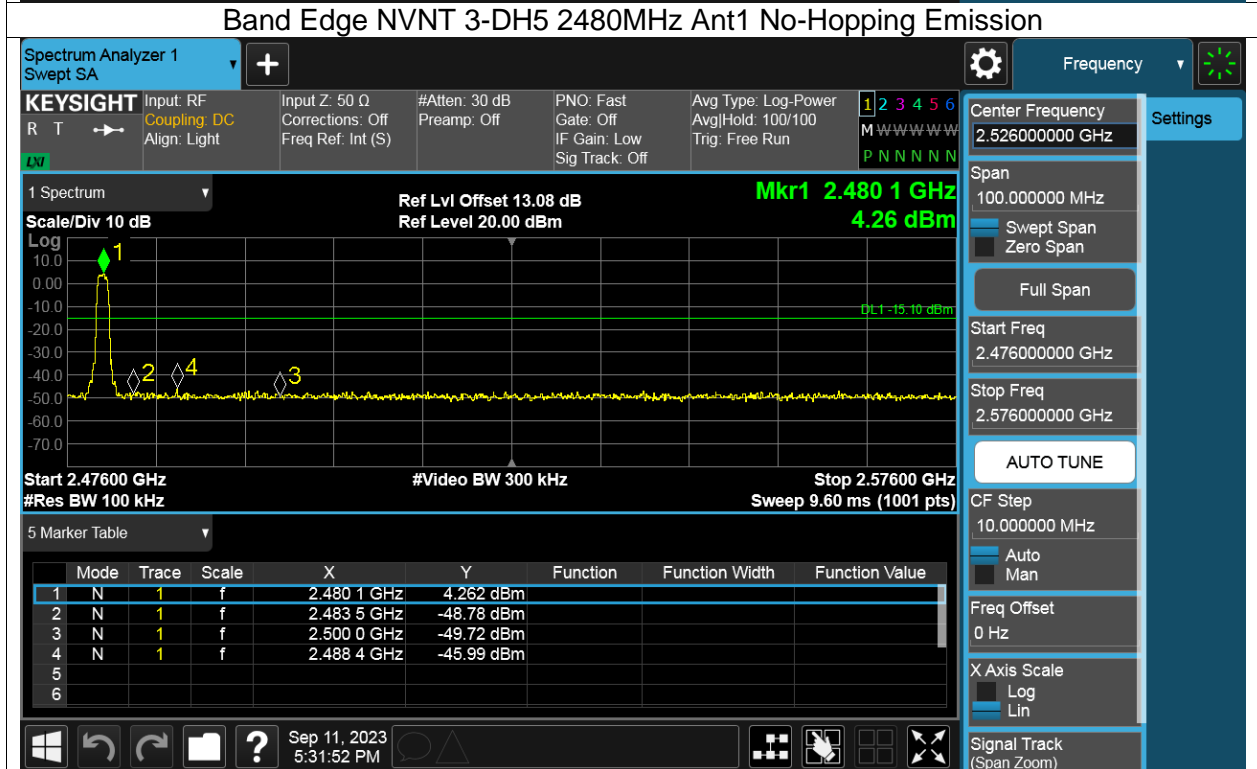 Band Edge NVNT 3-DH5 2480MHz Ant1 No-Hopping Emission
Spectrum Analyzer 1
Swept SA
Frequency
KEYSIGHT
R T
LXI
Input: RF
Coupling: DC
Align: Light
Input Z: 50 Ω
Corrections: Off
Freq Ref: Int (S)
#Atten: 30 dB
Preamp: Off
PNO: Fast
Gate: Off
IF Gain: Low
Sig Track: Off
Avg Type: Log-Power
Avg|Hold: 100/100
Trig: Free Run
1 2 3 4 5 6
M W W W W W
P N N N N N
1 Spectrum
Scale/Div 10 dB
Ref Lvl Offset 13.08 dB
Ref Level 20.00 dBm
Mkr1 2.480 1 GHz
4.26 dBm
Log
10.0
0.00
-10.0
-20.0
-30.0
-40.0
-50.0
-60.0
-70.0
1
2
4
3
DL1 -15.10 dBm
Start 2.47600 GHz
#Video BW 300 kHz
Stop 2.57600 GHz
#Res BW 100 kHz
Sweep 9.60 ms (1001 pts)
5 Marker Table
Mode Trace Scale X Y Function Function Width Function Value
1 N 1 f 2.480 1 GHz 4.262 dBm
2 N 1 f 2.483 5 GHz -48.78 dBm
3 N 1 f 2.500 0 GHz -49.72 dBm
4 N 1 f 2.488 4 GHz -45.99 dBm
5
6
?
Sep 11, 2023
5:31:52 PM
Center Frequency
2.526000000 GHz
Settings
Span
100.000000 MHz
Swept Span
Zero Span
Full Span
Start Freq
2.476000000 GHz
Stop Freq
2.576000000 GHz
AUTO TUNE
CF Step
10.000000 MHz
Auto
Man
Freq Offset
0 Hz
X Axis Scale
Log
Lin
Signal Track
(Span Zoom)